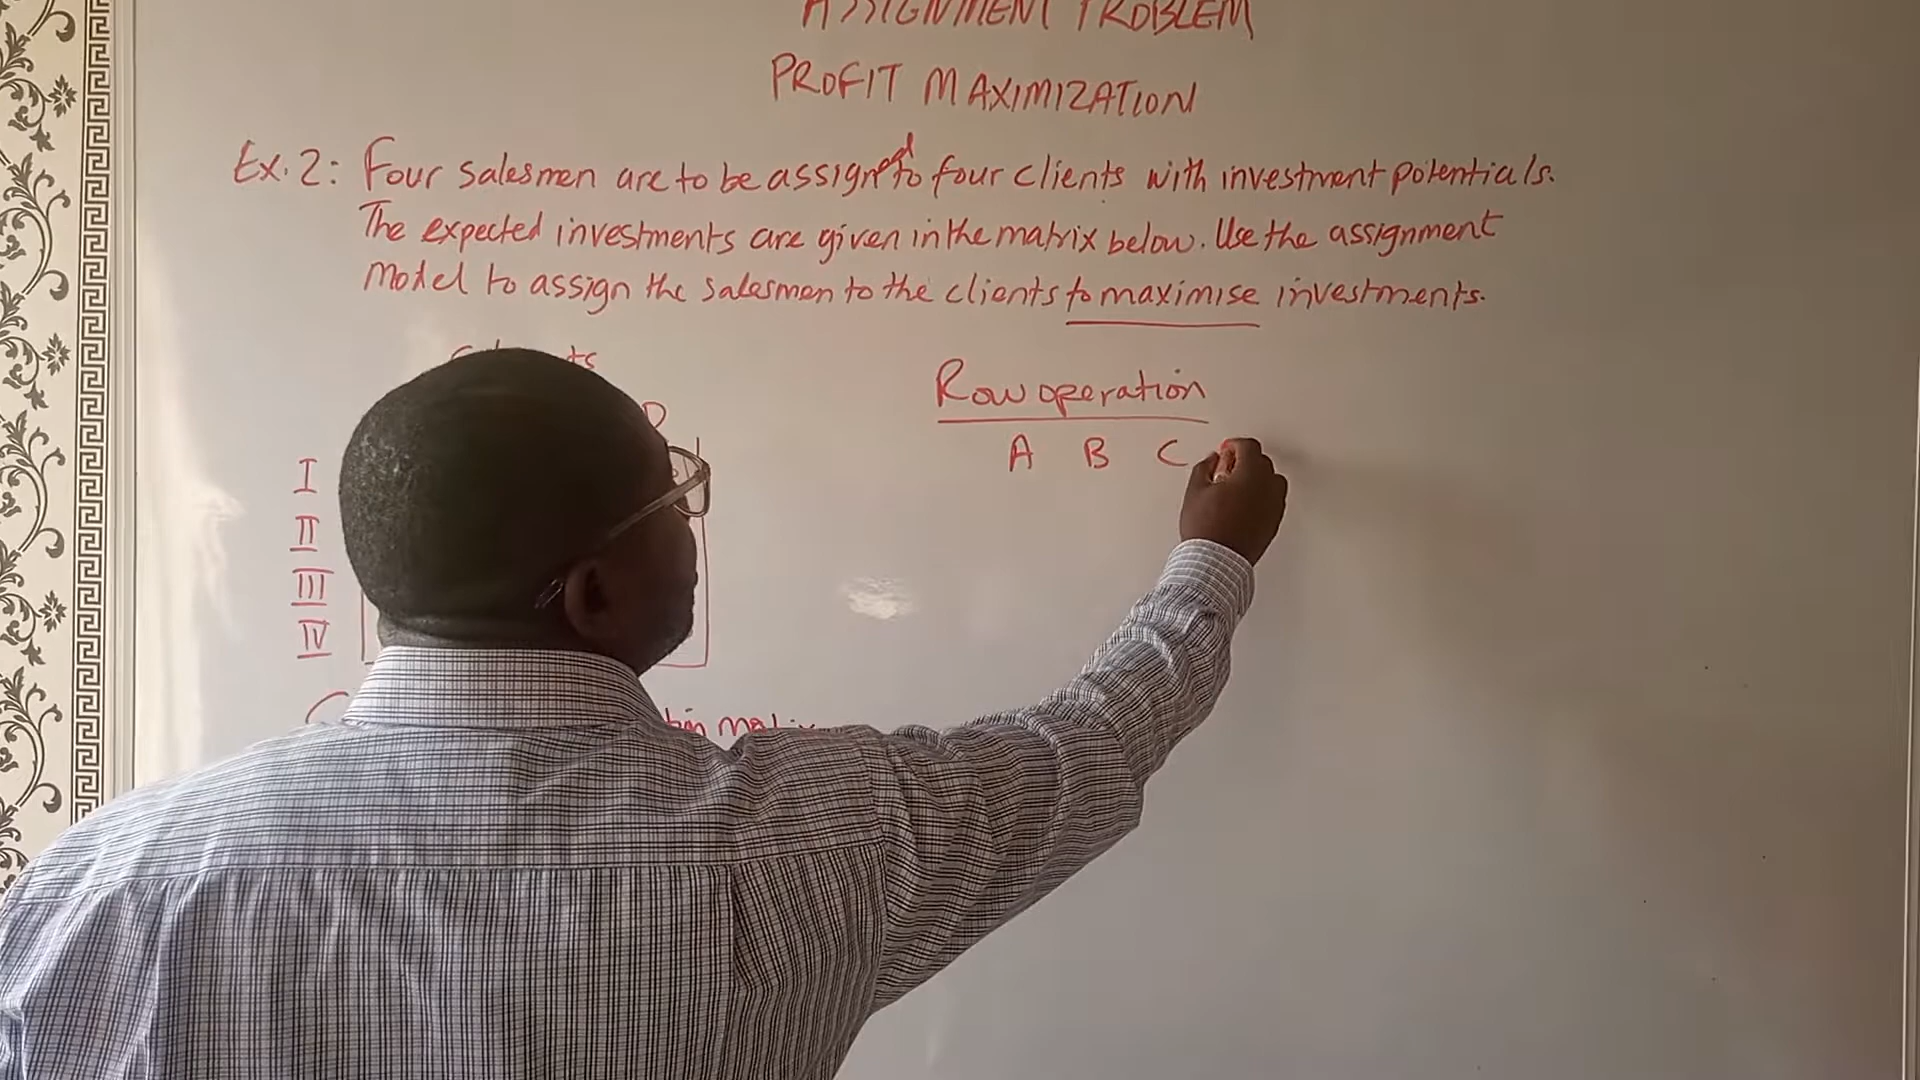 ASSIGNMENT PROBLEM
PROFIT MAXIMIZATION
Ex. 2: Four salesmen are to be assigned to four clients with investment potentials.
The expected investments are given in the matrix below. Use the assignment
Model to assign the salesmen to the clients to maximise investments.
D
I
II
III
IV
Row operation
A B C